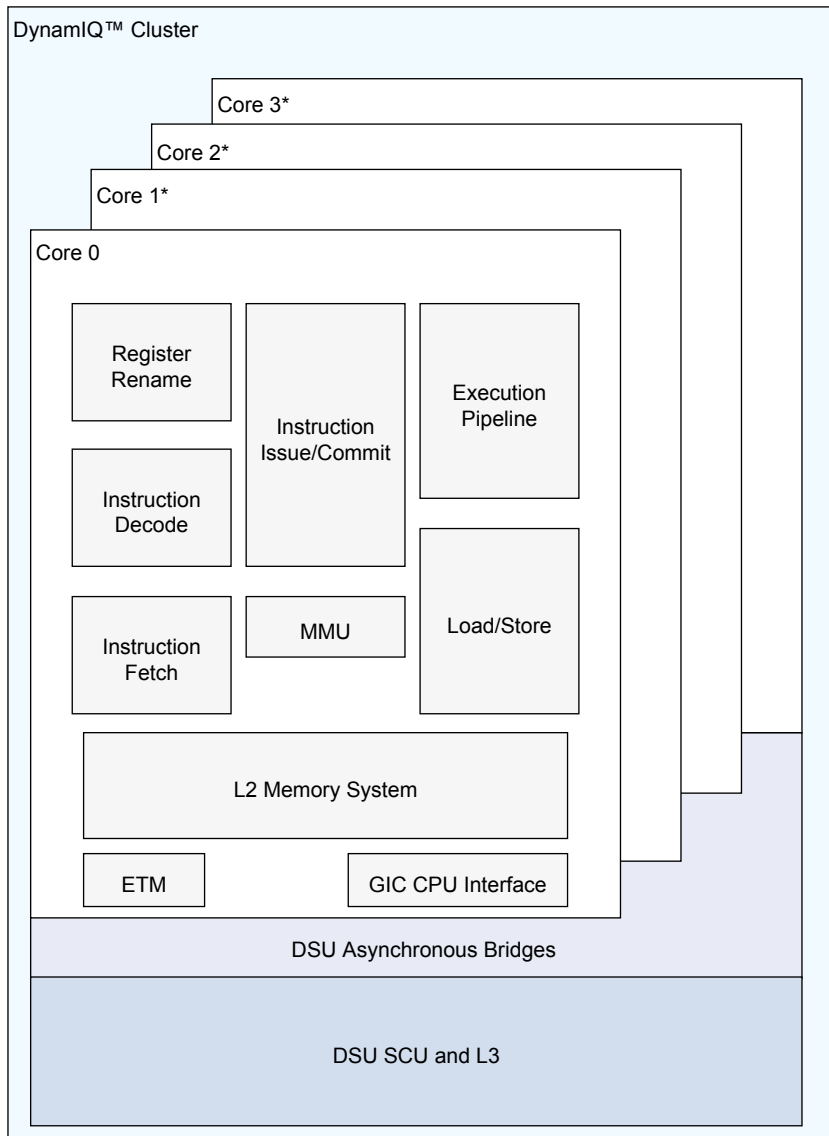 DynamIQ™ Cluster
Core 3*
Core 2*
Core 1*
Core 0
Register
Rename
Instruction
Issue/Commit
Execution
Pipeline
Instruction
Decode
Instruction
Fetch
MMU
Load/Store
L2 Memory System
ETM
GIC CPU Interface
DSU Asynchronous Bridges
DSU SCU and L3